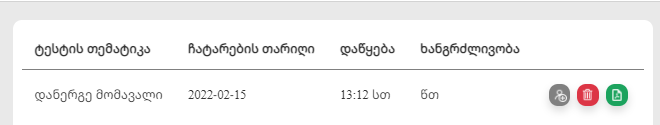 ტესტის თემატიკა ჩატარების თარიღი დაწყება ხანგრძლივობა
დანერგე მომავალი 2022-02-15 13:12 სთ წთ